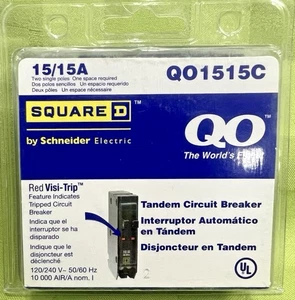 15/15A
Two single poles One space required
Dos polos sencillos Un espacio requerido
Deux pôles Un espace nécessaire
QO1515C
SQUARE D™
by Schneider Electric
QO™
The World's
Red Visi-Trip™
Feature Indicates
Tripped Circuit
Breaker
Indica que el
interruptor se ha
disparado
Indique que le
disjoncteur est
déclenché
120/240 V~ 50/60 Hz
10 000 AIR/A nom. I
Tandem Circuit Breaker
Interruptor Automático
en Tándem
Disjoncteur en Tandem
UL